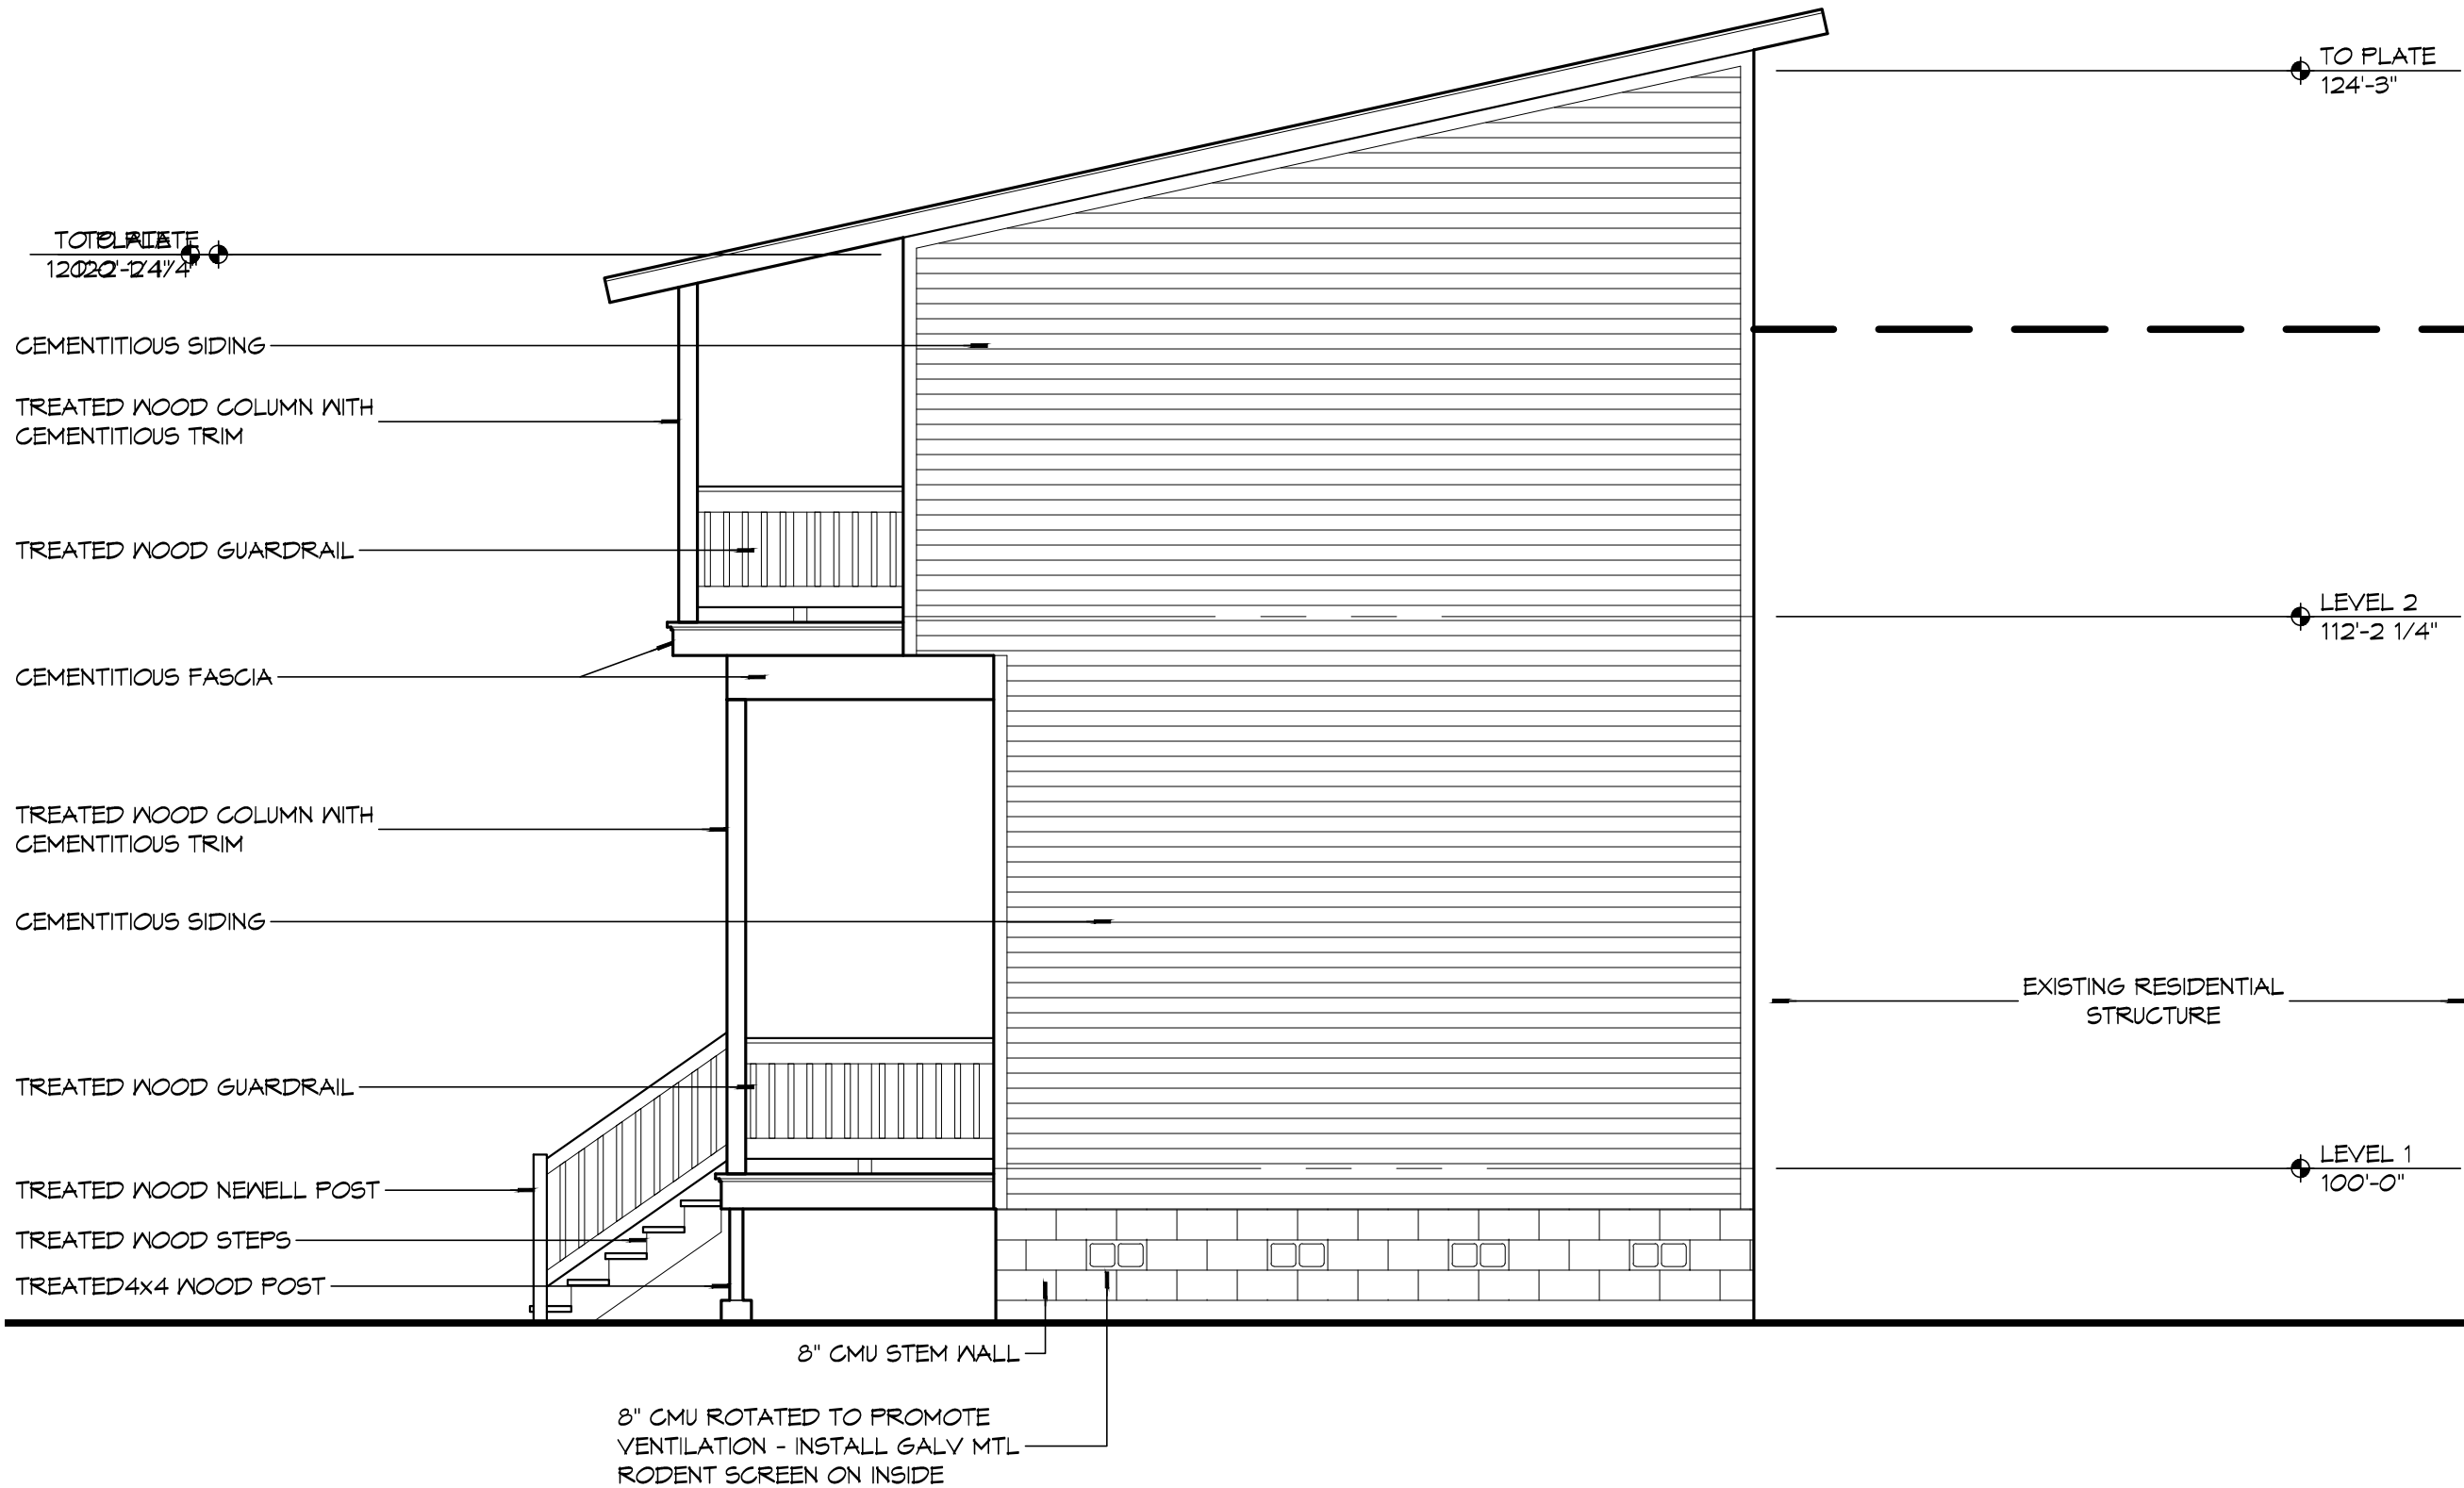 TO PLATE
124'-3"
CEMENTITIOUS SIDING
TREATED WOOD COLUMN WITH
CEMENTITIOUS TRIM
TREATED WOOD GUARDRAIL
LEVEL 2
112'-2 1/4"
CEMENTITIOUS FASCIA
TREATED WOOD COLUMN WITH
CEMENTITIOUS TRIM
CEMENTITIOUS SIDING
EXISTING RESIDENTIAL
STRUCTURE
TREATED WOOD GUARDRAIL
LEVEL 1
100'-0"
TREATED WOOD NEWELL POST
TREATED WOOD STEPS
TREATED4x4 WOOD POST
8" CMU STEM WALL
8" CMU ROTATED TO PROMOTE
VENTILATION - INSTALL GALV MTL
RODENT SCREEN ON INSIDE